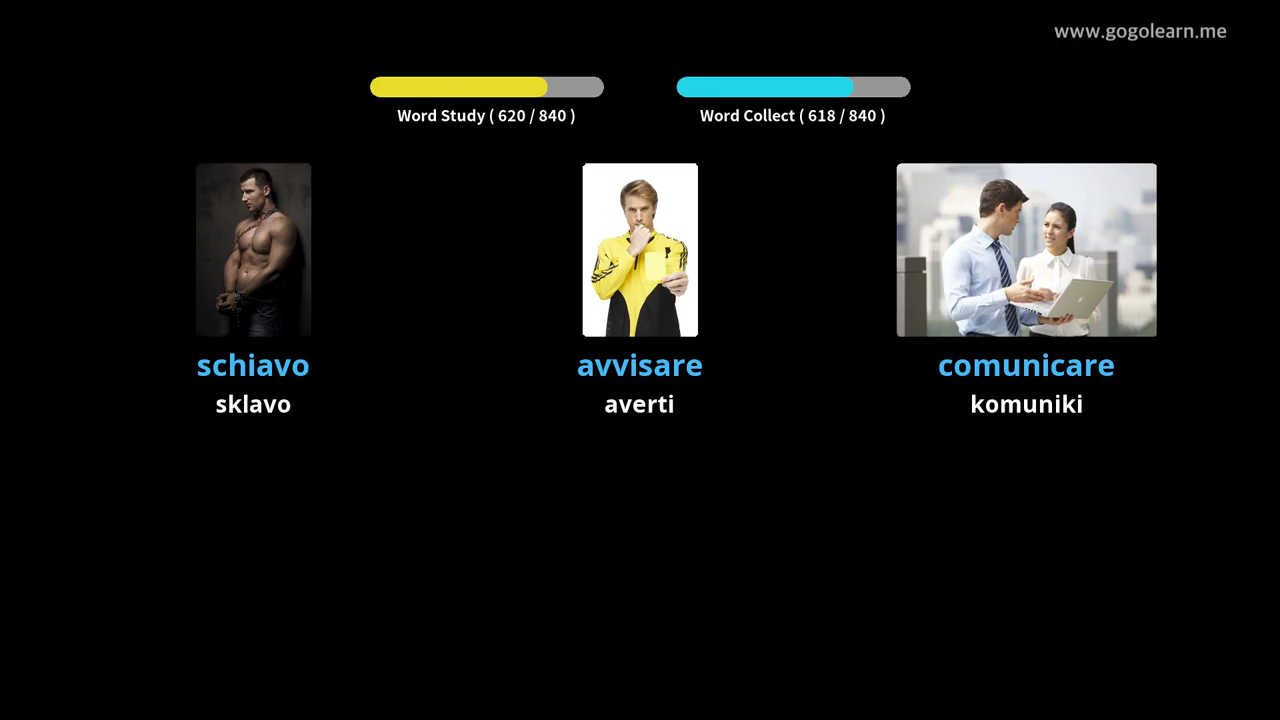 www.gogolearn.me
Word Study ( 620 / 840 )
Word Collect ( 618 / 840 )
schiavo
avvisare
comunicare
sklavo
averti
komuniki